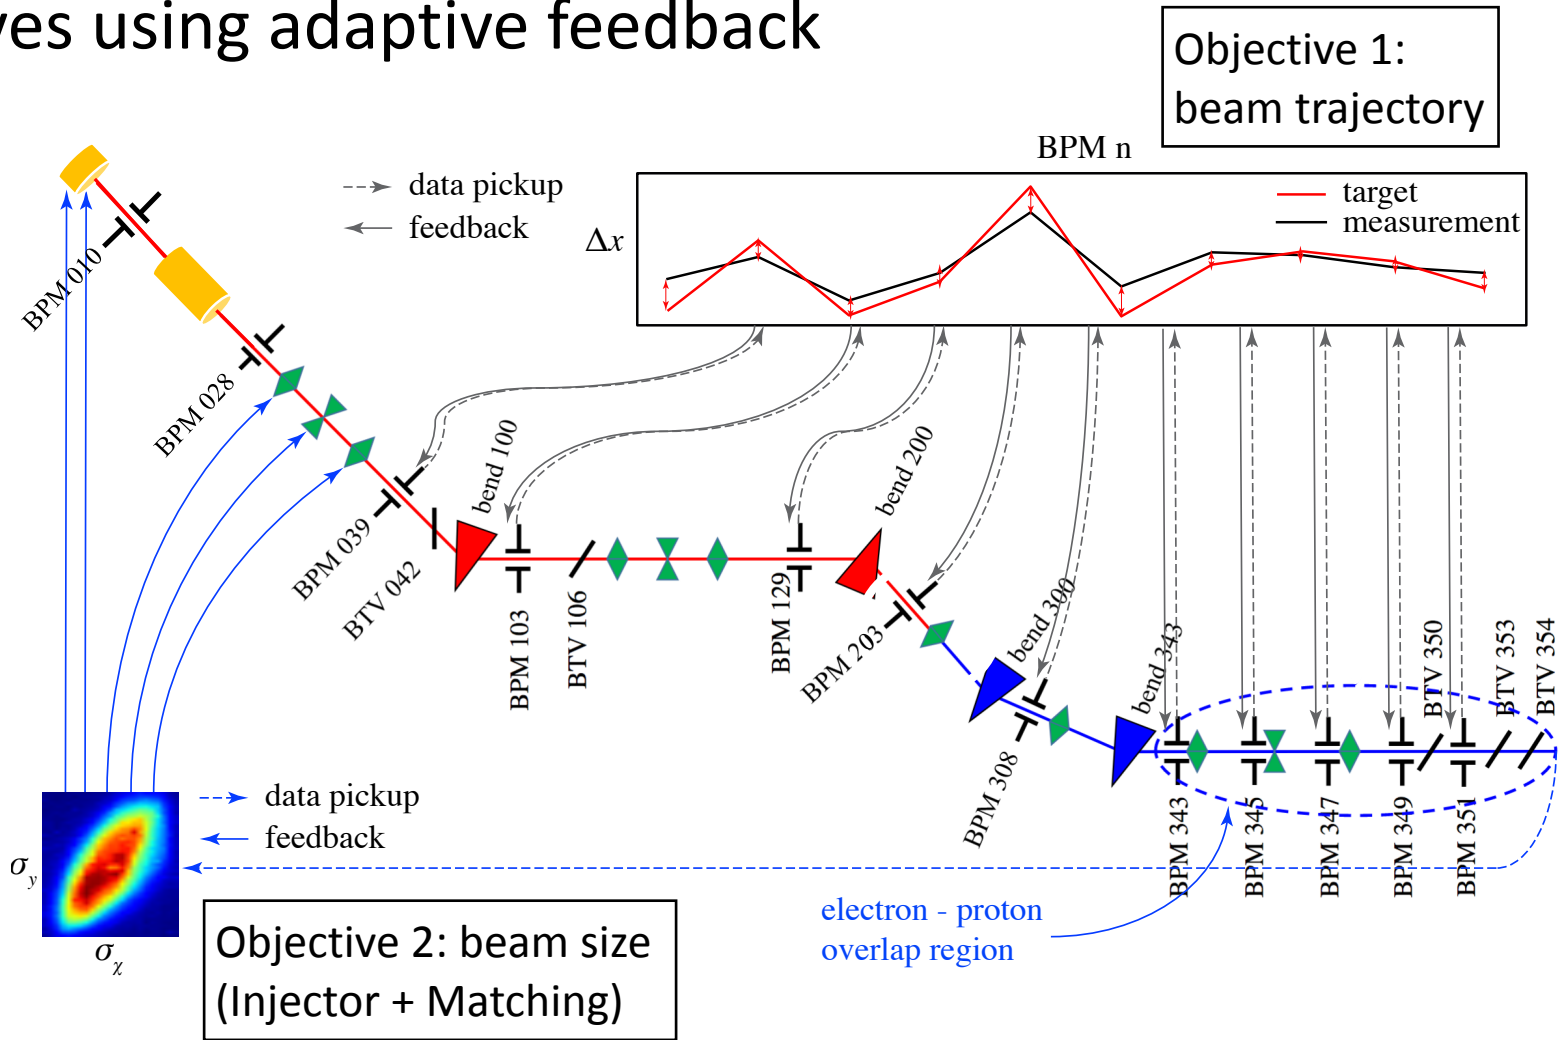 ves using adaptive feedback
Objective 1:
beam trajectory
BPM n
data pickup
feedback
Δx
target
measurement
BPM 010
BPM 028
BPM 039
BTV 042
bend 100
BPM 103
BTV 106
BPM 129
bend 200
BPM 203
bend 300
BPM 308
bend 343
BPM 343
BPM 345
BPM 347
BPM 349
BTV 350
BPM 351
BTV 353
BTV 354
data pickup
feedback
σy
σχ
electron - proton
overlap region
Objective 2: beam size
(Injector + Matching)